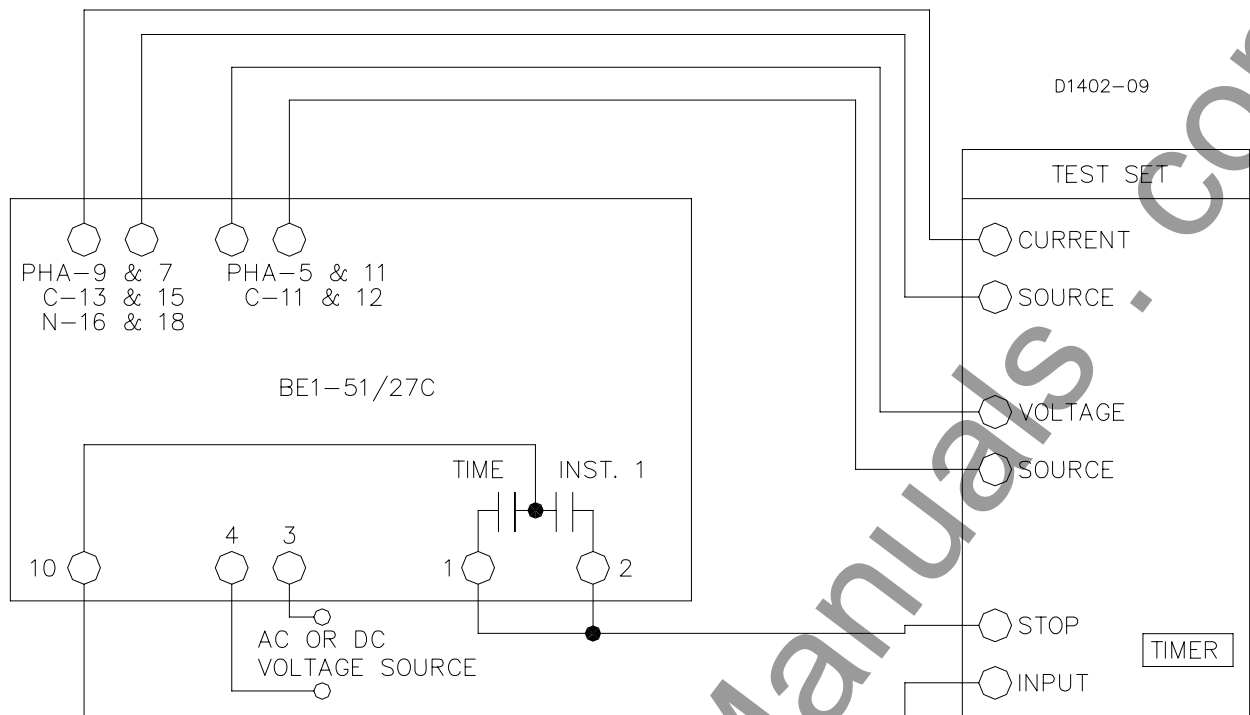 D1402-09
TEST SET
CURRENT
PHA-9 & 7
C-13 & 15
N-16 & 18
PHA-5 & 11
C-11 & 12
SOURCE
BE1-51/27C
VOLTAGE
TIME
INST. 1
SOURCE
10
4
3
1
2
AC OR DC
VOLTAGE SOURCE
STOP
TIMER
INPUT
Manuals . com